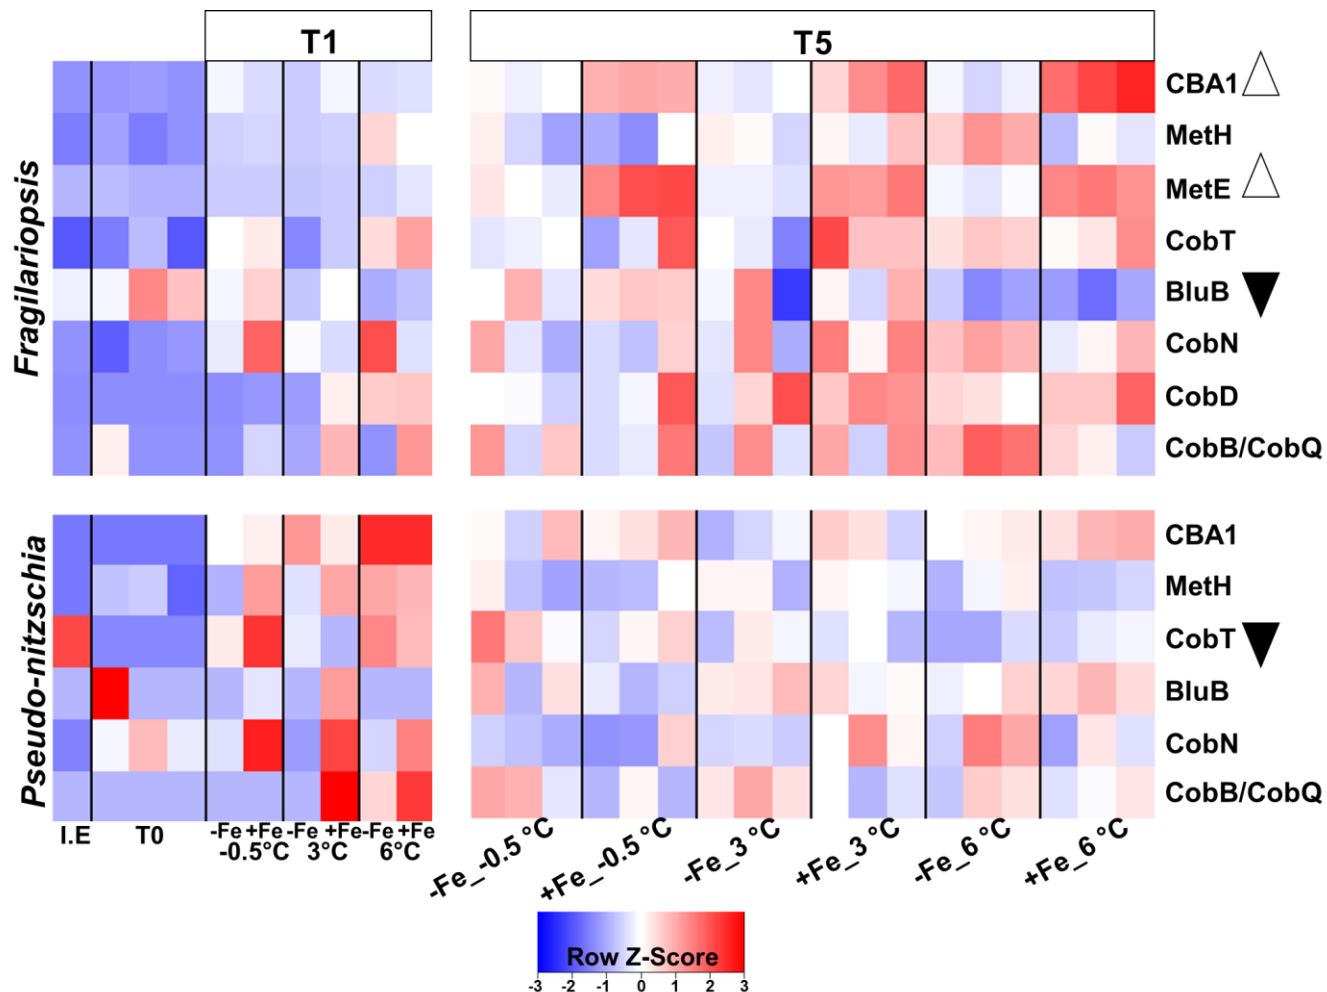 T1
T5
Fragilariopsis
CBA1
MetH
MetE
CobT
BluB
CobN
CobD
CobB/CobQ
Pseudo-nitzschia
CBA1
MetH
CobT
BluB
CobN
CobB/CobQ
I.E T0 -Fe +Fe -Fe +Fe -Fe +Fe
-0.5°C 3°C 6°C
-Fe_-0.5 °C
+Fe_-0.5 °C
-Fe_3 °C
+Fe_3 °C
-Fe_6 °C
+Fe_6 °C
Row Z-Score
-3 -2 -1 0 1 2 3